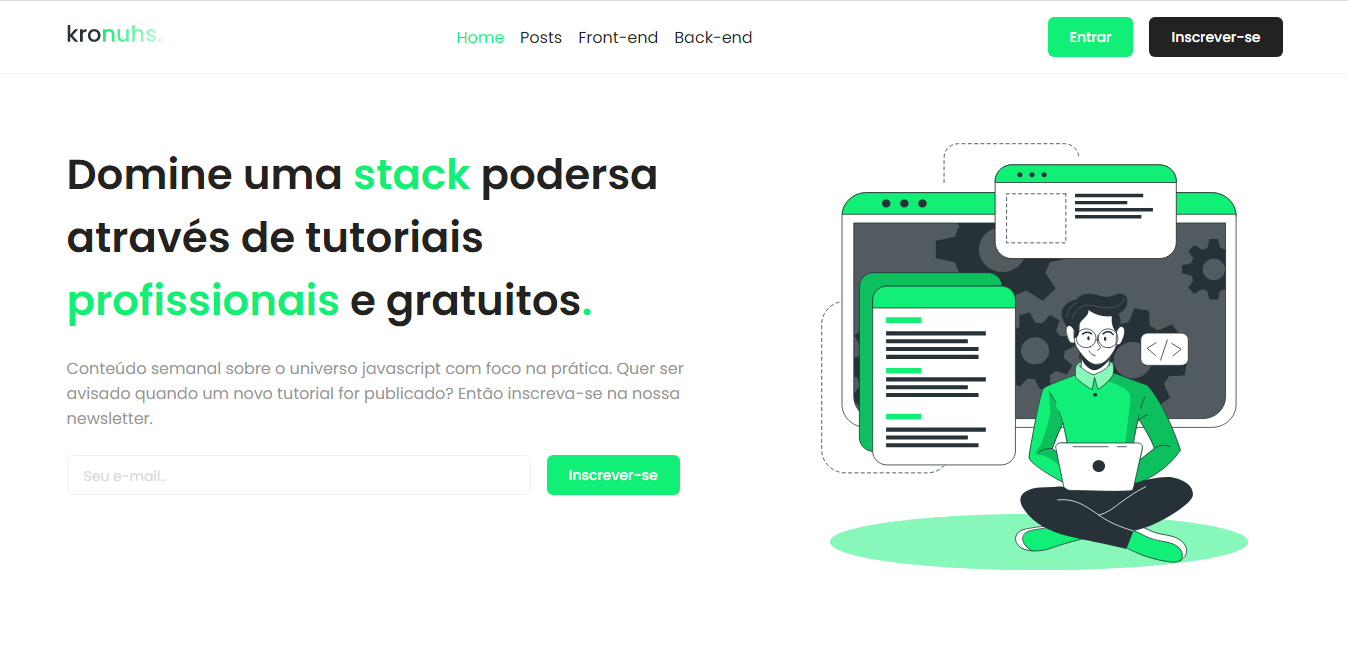 kronuhs.
Home Posts Front-end Back-end
Entrar
Inscrever-se
Domine uma stack podersa
através de tutoriais
profissionais e gratuitos.
Conteúdo semanal sobre o universo javascript com foco na prática. Quer ser
avisado quando um novo tutorial for publicado? Então inscreva-se na nossa
newsletter.
Seu e-mail..
Inscrever-se
</>